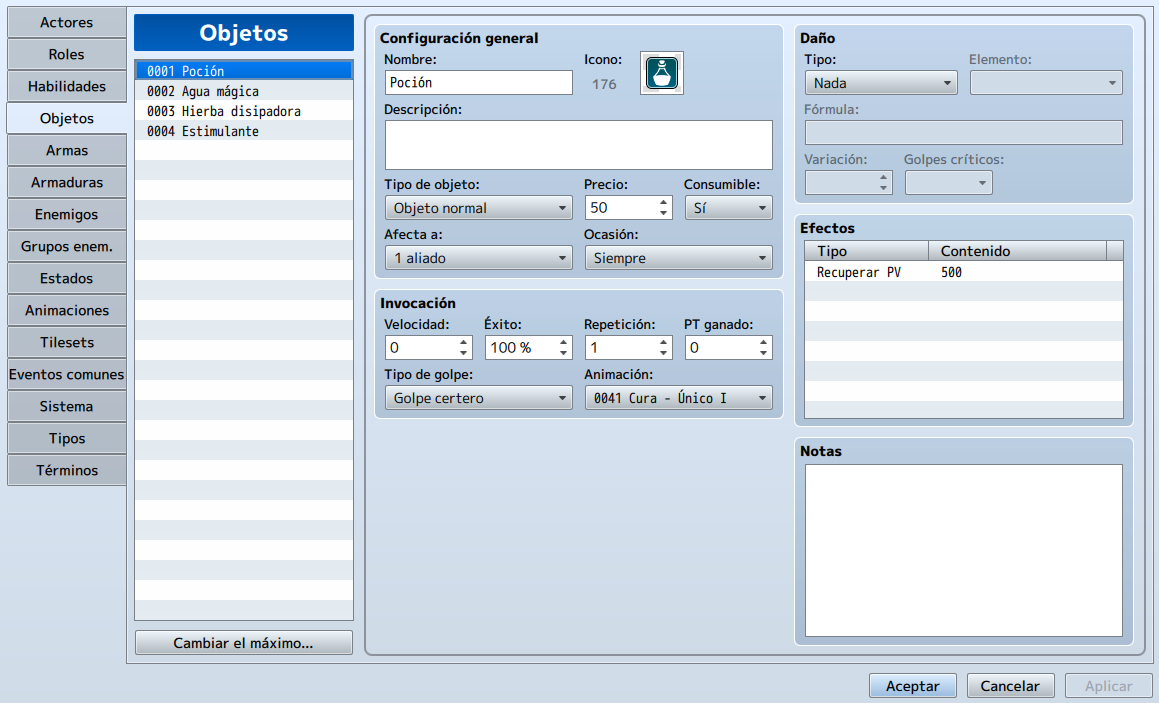 Actores
Roles
Habilidades
Objetos
Armas
Armaduras
Enemigos
Grupos enem.
Estados
Animaciones
Tilesets
Eventos comunes
Sistema
Tipos
Términos
Objetos
0001 Poción
0002 Agua mágica
0003 Hierba disipadora
0004 Estimulante
Cambiar el máximo...
Configuración general
Nombre: Icono:
Poción 176
Descripción:
Tipo de objeto: Precio: Consumible:
Objeto normal 50 Sí
Afecta a: Ocasión:
1 aliado Siempre
Invocación
Velocidad: Éxito: Repetición: PT ganado:
0 100 % 1 0
Tipo de golpe: Animación:
Golpe certero 0041 Cura - Único I
Daño
Tipo: Elemento:
Nada
Fórmula:
Variación: Golpes críticos:
Efectos
Tipo Contenido
Recuperar PV 500
Notas
Aceptar Cancelar Aplicar